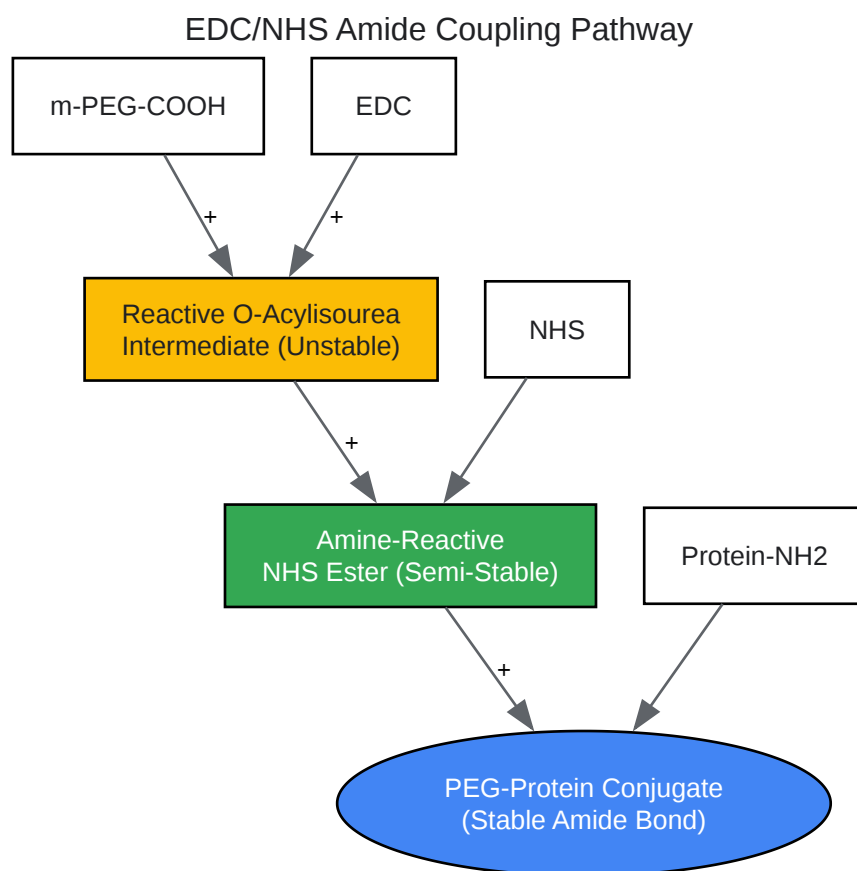 EDC/NHS Amide Coupling Pathway
m-PEG-COOH
EDC
+
+
Reactive O-Acylisourea
Intermediate (Unstable)
NHS
+
Amine-Reactive
NHS Ester (Semi-Stable)
Protein-NH2
+
PEG-Protein Conjugate
(Stable Amide Bond)